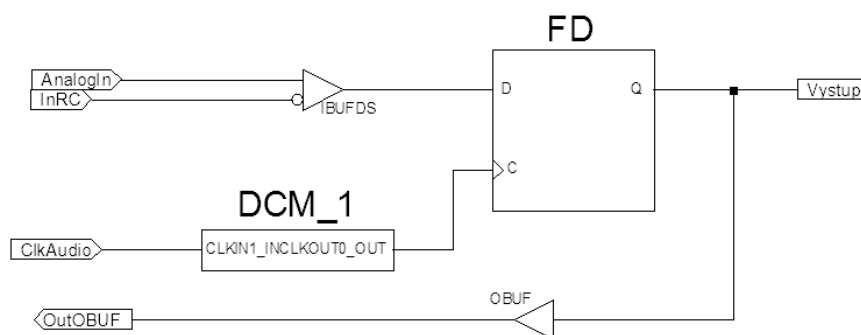 FD
AnalogIn
InRC
IBUFDS
D
Q
Vystup
C
DCM_1
ClkAudio
CLKIN1_INCLKOUT0_OUT
OBUF
OutOBUF